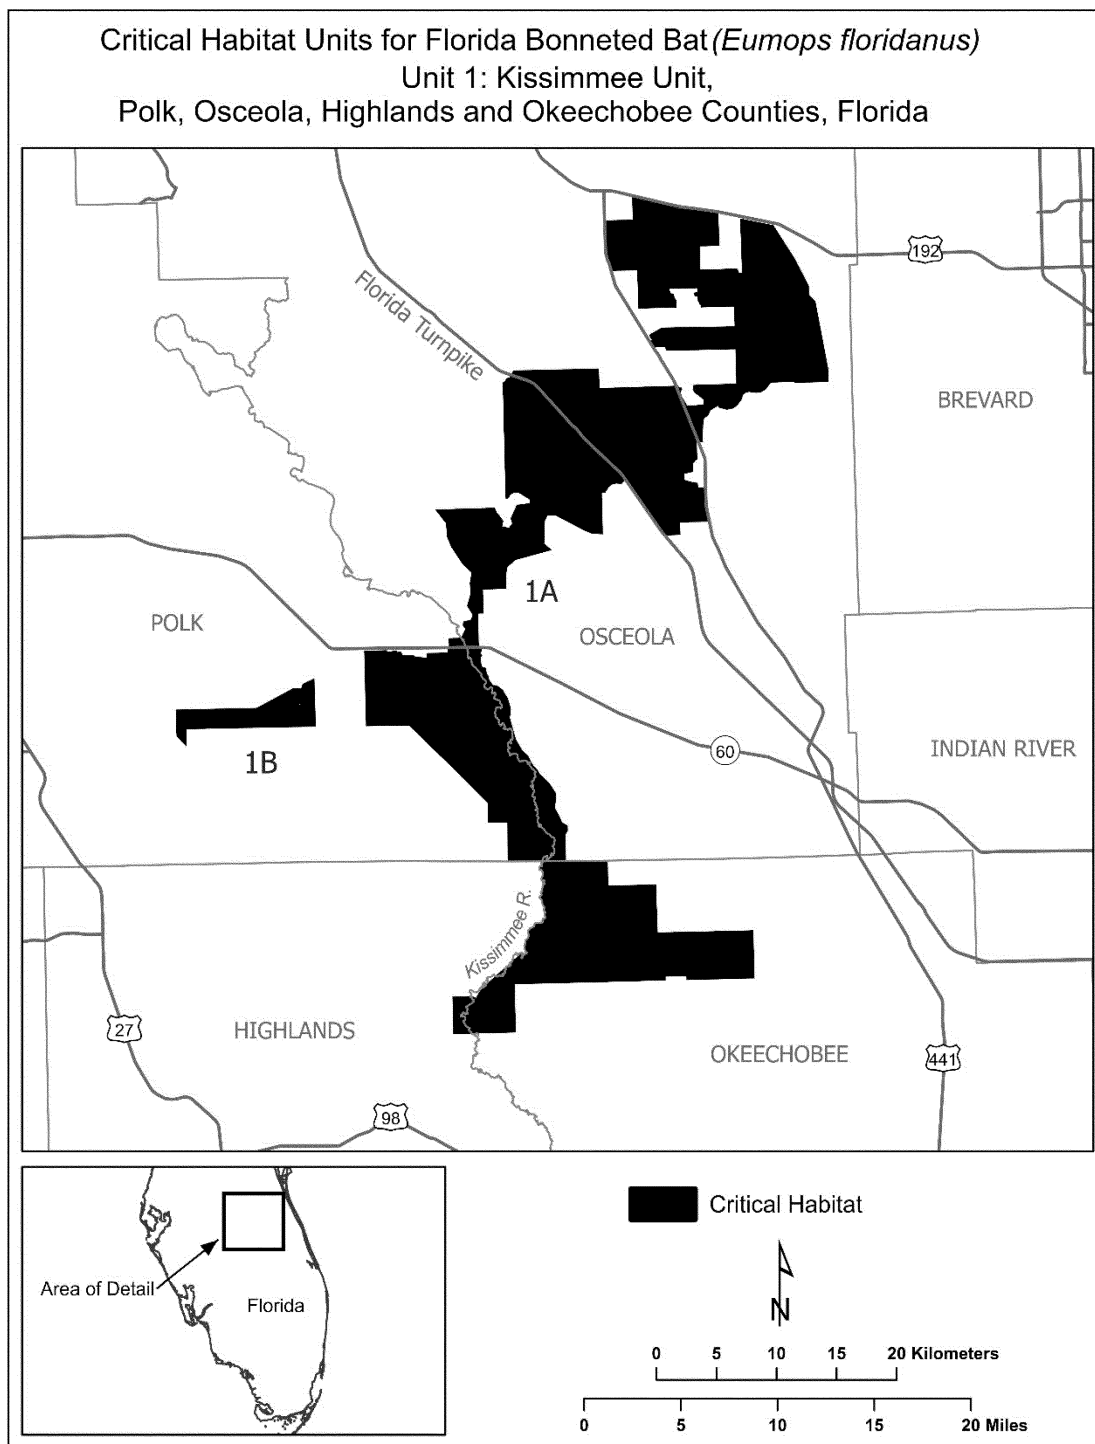 Critical Habitat Units for Florida Bonneted Bat (Eumops floridanus)
Unit 1: Kissimmee Unit,
Polk, Osceola, Highlands and Okeechobee Counties, Florida
192
Florida Turnpike
BREVARD
1A
POLK
OSCEOLA
1B
60
INDIAN RIVER
Kissimmee R.
27
HIGHLANDS
OKEECHOBEE
441
98
Area of Detail
Florida
Critical Habitat
N
0 5 10 15 20 Kilometers
0 5 10 15 20 Miles